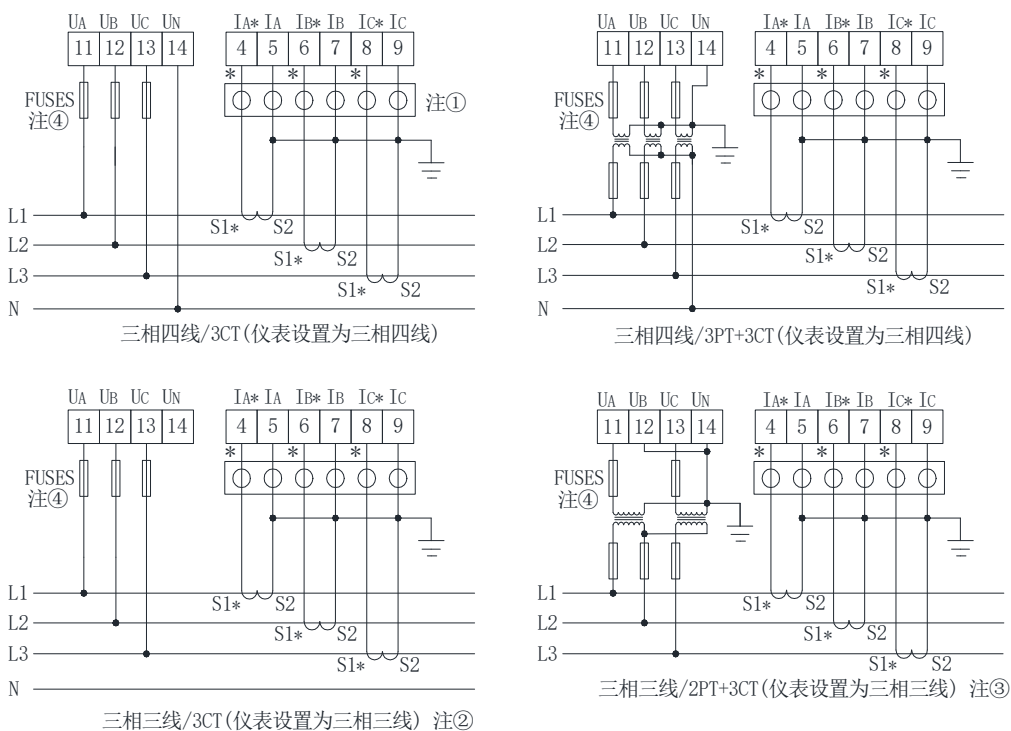 UA UB UC UN IA* IA IB* IB IC* IC
11 12 13 14 4 5 6 7 8 9
* * *
FUSES
注④
注①
L1
S1* S2
L2
S1* S2
L3
S1* S2
N
三相四线/3CT(仪表设置为三相四线)
UA UB UC UN IA* IA IB* IB IC* IC
11 12 13 14 4 5 6 7 8 9
* * *
FUSES
注④
L1
S1* S2
L2
S1* S2
L3
S1* S2
N
三相四线/3PT+3CT(仪表设置为三相四线)
UA UB UC UN IA* IA IB* IB IC* IC
11 12 13 14 4 5 6 7 8 9
* * *
FUSES
注④
L1
S1* S2
L2
S1* S2
L3
S1* S2
N
三相三线/3CT(仪表设置为三相三线) 注②
UA UB UC UN IA* IA IB* IB IC* IC
11 12 13 14 4 5 6 7 8 9
* * *
FUSES
注④
L1
S1* S2
L2
S1* S2
L3
S1* S2
三相三线/2PT+3CT(仪表设置为三相三线) 注③